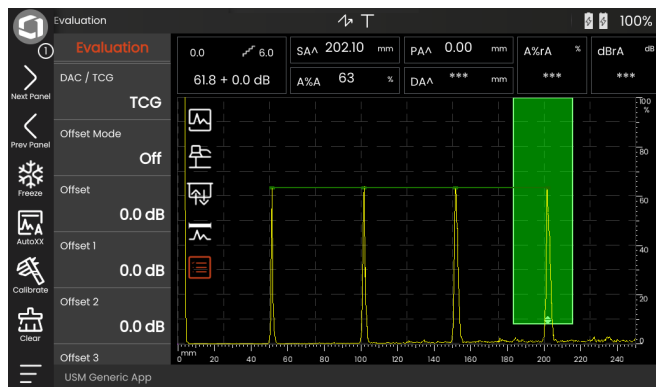 Evaluation
T
100%
1
Evaluation
DAC / TCG
TCG
Offset Mode
Off
Offset
0.0 dB
Offset 1
0.0 dB
Offset 2
0.0 dB
Offset 3
USM Generic App
Next Panel
Prev Panel
Freeze
AutoXX
Calibrate
Clear
0.0 6.0
61.8 + 0.0 dB
SA^ 202.10 mm
A%A 63 %
PA^ 0.00 mm
DA^ *** mm
A%rA %
***
dBrA dB
***
100
%
80
60
40
20
0
mm
0 20 40 60 80 100 120 140 160 180 200 220 240